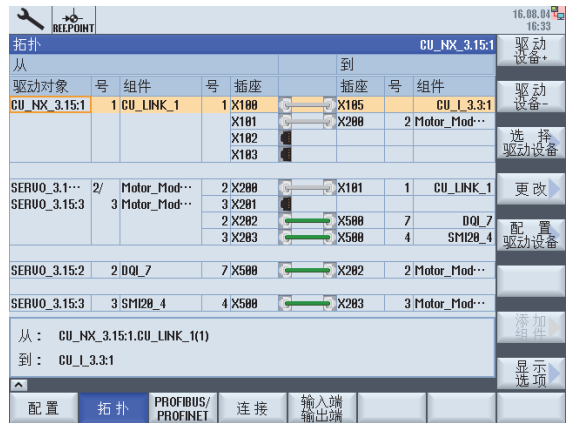 REF.POINT
16.08.04
16:33
拓扑 CU_NX_3.15:1
从 到
驱动对象 号 组件 号 插座 插座 号 组件
CU_NX_3.15:1 1 CU_LINK_1 1 X100 X105 CU_I_3.3:1
X101 X200 2 Motor_Mod···
X102
X103
SERVO_3.1··· 2/ Motor_Mod··· 2 X200 X101 1 CU_LINK_1
SERVO_3.15:3 3 Motor_Mod··· 3 X201
2 X202 X500 7 DQI_7
3 X203 X500 4 SMI20_4
SERVO_3.15:2 2 DQI_7 7 X500 X202 2 Motor_Mod···
SERVO_3.15:3 3 SMI20_4 4 X500 X203 3 Motor_Mod···
从： CU_NX_3.15:1.CU_LINK_1(1)
到： CU_I_3.3:1
驱动
设备+
驱动
设备-
选择
驱动设备
更改
配置
驱动设备
添加
组件
显示
选项
配置 拓扑 PROFIBUS/
PROFINET 连接 输入端
输出端